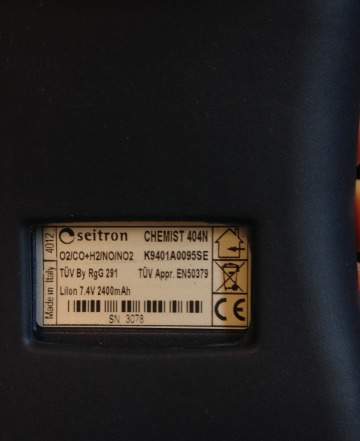 seitron CHEMIST 404N
O2/CO+H2/NO/NO2 K9401A0095SE
TÜV By RgG 291 TÜV Appr. EN50379
LiIon 7.4V 2400mAh
SN 3078
Made in Italy 4012
CE